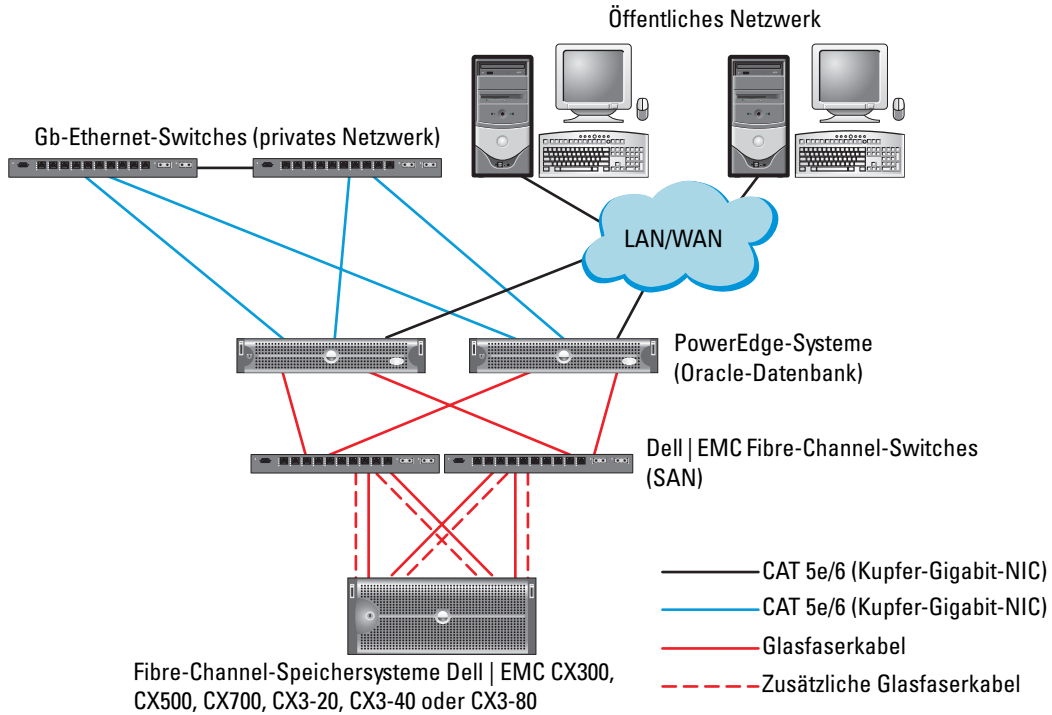 Öffentliches Netzwerk
Gb-Ethernet-Switches (privates Netzwerk)
LAN/WAN
PowerEdge-Systeme
(Oracle-Datenbank)
Dell | EMC Fibre-Channel-Switches
(SAN)
CAT 5e/6 (Kupfer-Gigabit-NIC)
CAT 5e/6 (Kupfer-Gigabit-NIC)
Glasfaserkabel
Zusätzliche Glasfaserkabel
Fibre-Channel-Speichersysteme Dell | EMC CX300,
CX500, CX700, CX3-20, CX3-40 oder CX3-80